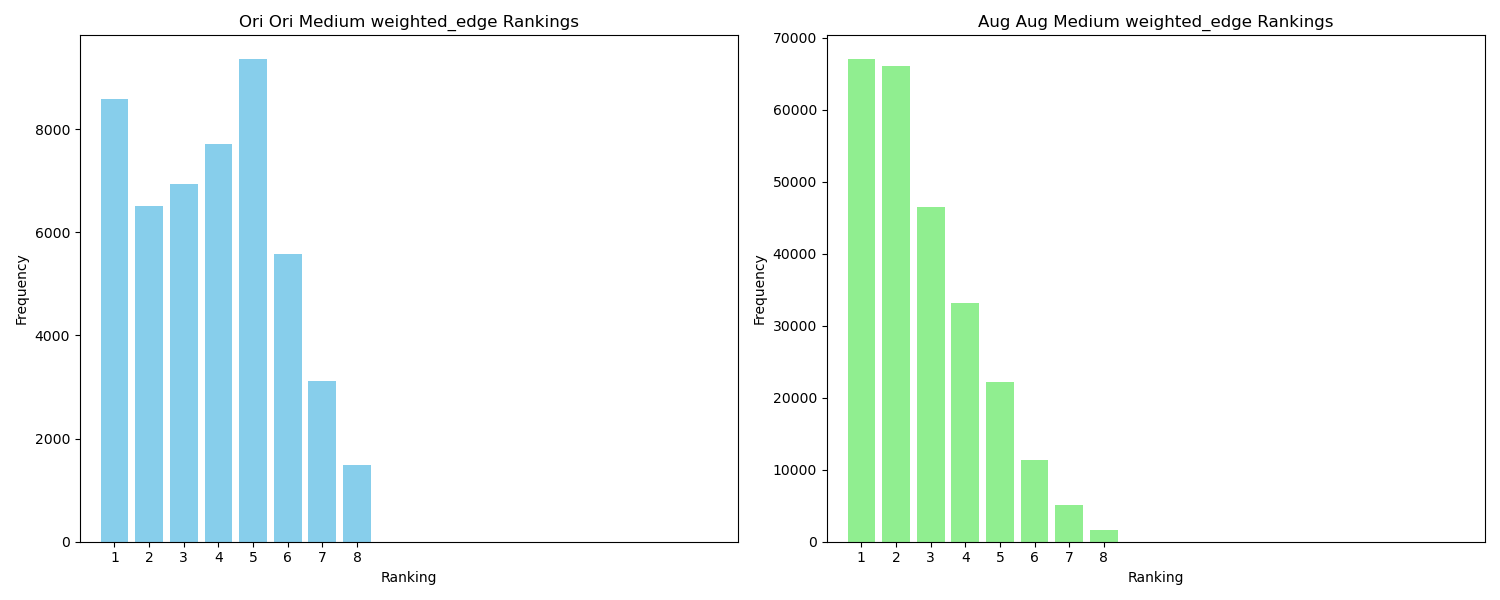 Ori Ori Medium weighted_edge Rankings
Frequency
8000
6000
4000
2000
0
1 2 3 4 5 6 7 8
Ranking
Aug Aug Medium weighted_edge Rankings
Frequency
70000
60000
50000
40000
30000
20000
10000
0
1 2 3 4 5 6 7 8
Ranking